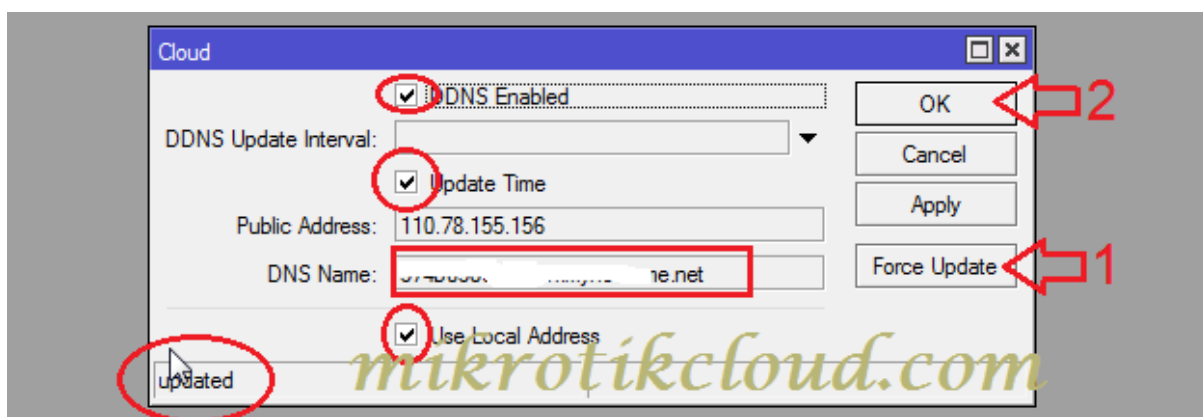 Cloud
DDNS Enabled
OK
2
DDNS Update Interval:
Cancel
Update Time
Apply
Public Address: 110.78.155.156
DNS Name: .net
Force Update
1
Use Local Address
mikrotikcloud.com
updated